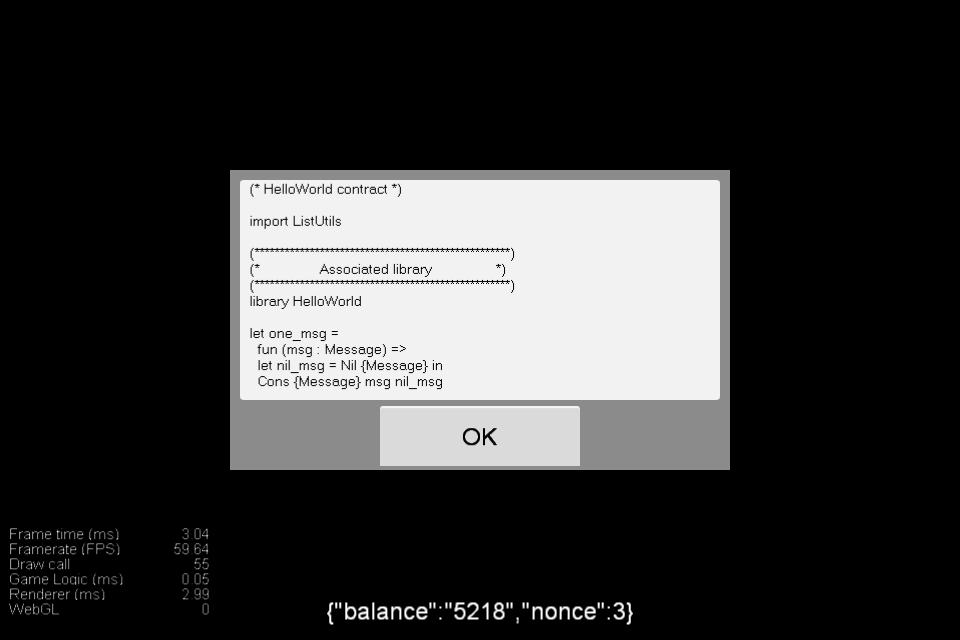 (* HelloWorld contract *)
import ListUtils
(***************************************************)
(* Associated library *)
(***************************************************)
library HelloWorld
let one_msg =
fun (msg : Message) =>
let nil_msg = Nil {Message} in
Cons {Message} msg nil_msg
OK
Frame time (ms) 3.04
Framerate (FPS) 59.64
Draw call 55
Game Logic (ms) 0.05
Renderer (ms) 2.99
WebGL 0
{"balance":"5218","nonce":3}